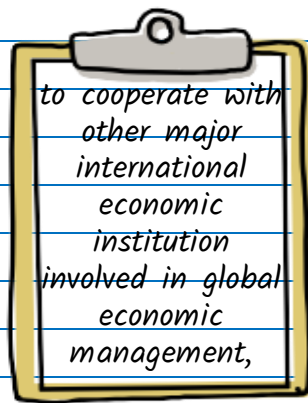 to cooperate with
other major
international
economic
institution
involved in global
economic
management,